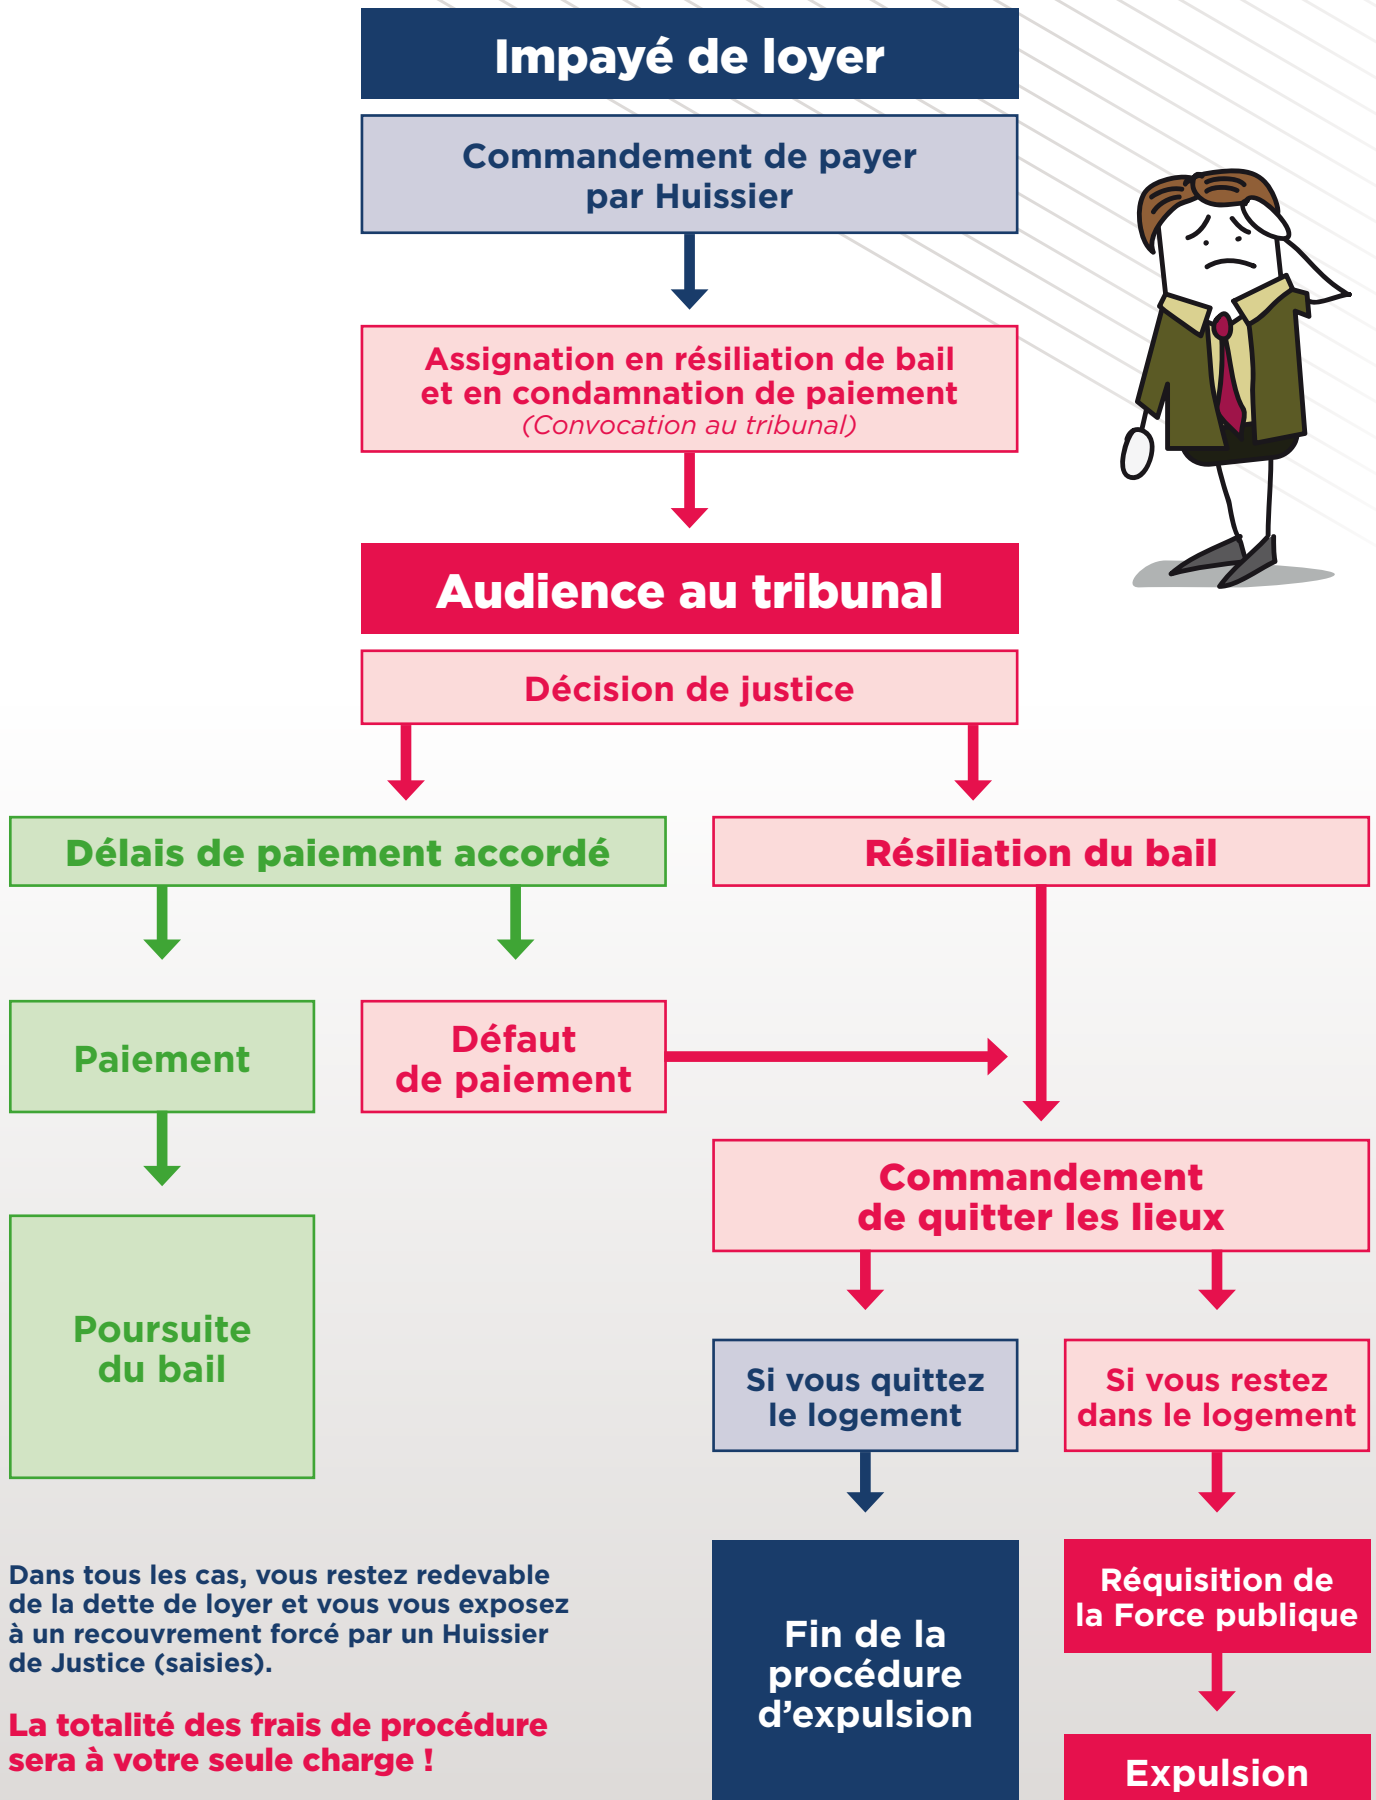 Impayé de loyer
Commandement de payer
par Huissier
Assignation en résiliation de bail
et en condamnation de paiement
(Convocation au tribunal)
Audience au tribunal
Décision de justice
Délais de paiement accordé
Résiliation du bail
Paiement
Défaut
de paiement
Commandement
de quitter les lieux
Poursuite
du bail
Si vous quittez
le logement
Si vous restez
dans le logement
Fin de la
procédure
d'expulsion
Réquisition de
la Force publique
Expulsion
Dans tous les cas, vous restez redevable
de la dette de loyer et vous vous exposez
à un recouvrement forcé par un Huissier
de Justice (saisies).
La totalité des frais de procédure
sera à votre seule charge !